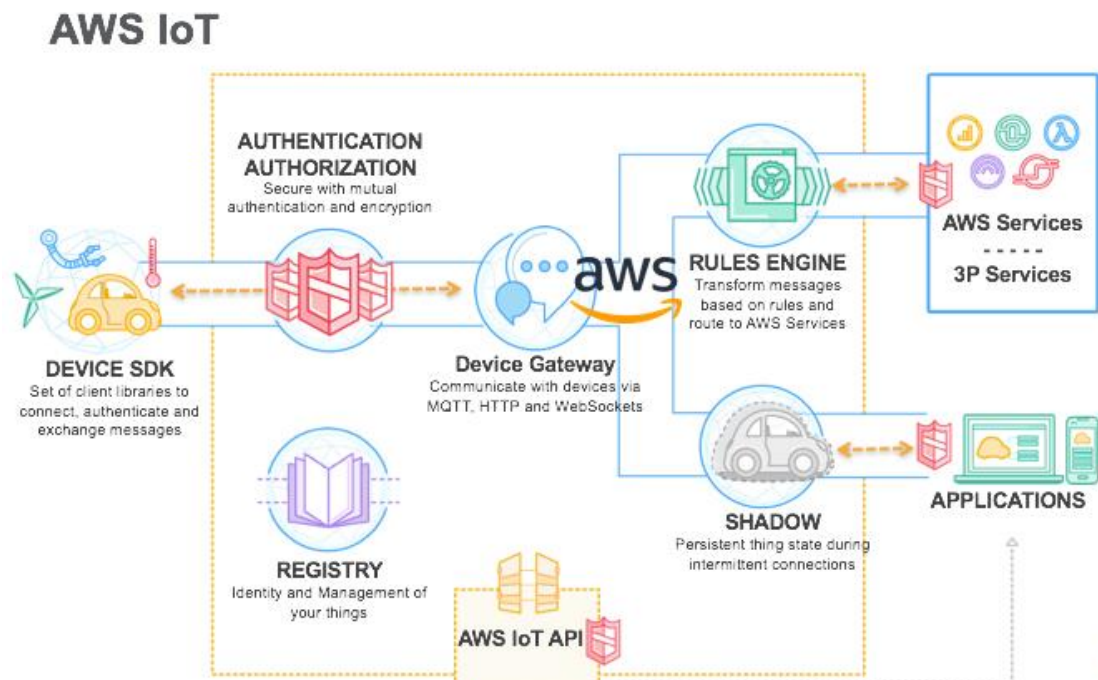 AWS IoT
AUTHENTICATION
AUTHORIZATION
Secure with mutual
authentication and encryption
DEVICE SDK
Set of client libraries to
connect, authenticate and
exchange messages
aws
Device Gateway
Communicate with devices via
MQTT, HTTP and WebSockets
RULES ENGINE
Transform messages
based on rules and
route to AWS Services
AWS Services
3P Services
REGISTRY
Identity and Management of
your things
SHADOW
Persistent thing state during
intermittent connections
APPLICATIONS
AWS IoT API